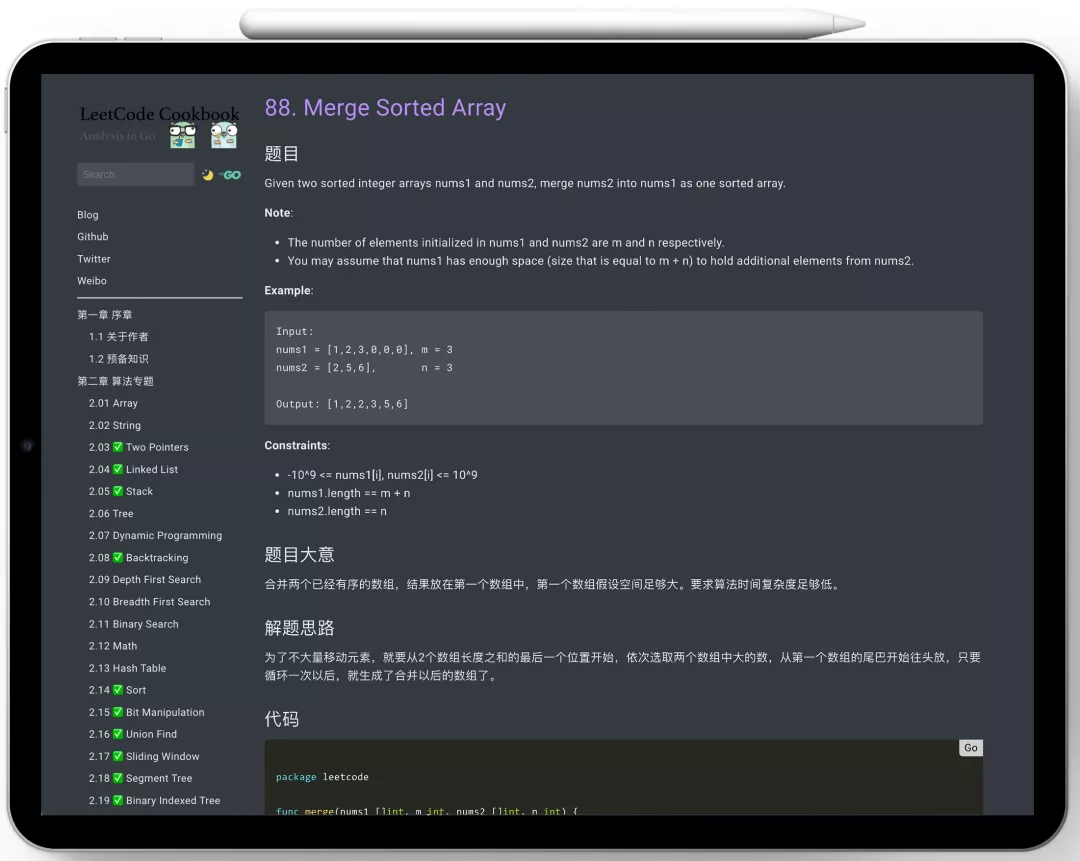 LeetCode Cookbook
Analysis in Go
Search
GO
Blog
Github
Twitter
Weibo
第一章 序章
1.1 关于作者
1.2 预备知识
第二章 算法专题
2.01 Array
2.02 String
2.03 ✅ Two Pointers
2.04 ✅ Linked List
2.05 ✅ Stack
2.06 Tree
2.07 Dynamic Programming
2.08 ✅ Backtracking
2.09 Depth First Search
2.10 Breadth First Search
2.11 Binary Search
2.12 Math
2.13 Hash Table
2.14 ✅ Sort
2.15 ✅ Bit Manipulation
2.16 ✅ Union Find
2.17 ✅ Sliding Window
2.18 ✅ Segment Tree
2.19 ✅ Binary Indexed Tree
88. Merge Sorted Array
题目
Given two sorted integer arrays nums1 and nums2, merge nums2 into nums1 as one sorted array.
Note:
• The number of elements initialized in nums1 and nums2 are m and n respectively.
• You may assume that nums1 has enough space (size that is equal to m + n) to hold additional elements from nums2.
Example:
Input:
nums1 = [1,2,3,0,0,0], m = 3
nums2 = [2,5,6],       n = 3
Output: [1,2,2,3,5,6]
Constraints:
• -10^9 <= nums1[i], nums2[i] <= 10^9
• nums1.length == m + n
• nums2.length == n
题目大意
合并两个已经有序的数组，结果放在第一个数组中，第一个数组假设空间足够大。要求算法时间复杂度足够低。
解题思路
为了不大量移动元素，就要从2个数组长度之和的最后一个位置开始，依次选取两个数组中大的数，从第一个数组的尾巴开始往头放，只要
循环一次以后，就生成了合并以后的数组了。
代码
Go
package leetcode
func merge(nums1 []int, m int, nums2 []int, n int) {